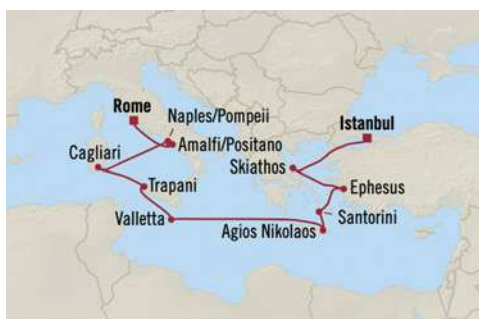 Rome
Naples/Pompeii
Istanbul
Amalfi/Positano
Cagliari
Skiathos
Trapani
Ephesus
Valletta
Santorini
Agios Nikolaos